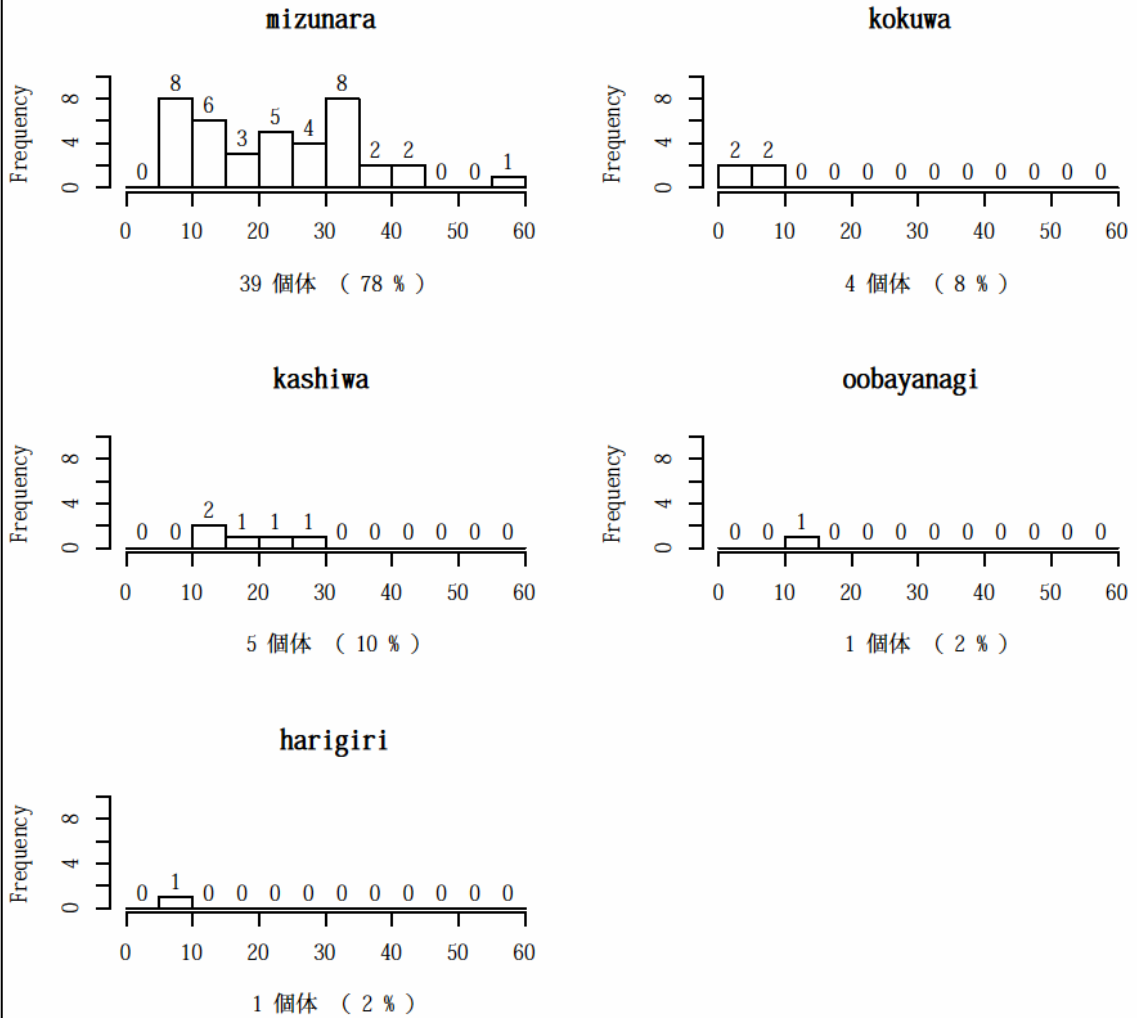 mizunara
Frequency
0 4 8
0 8 6 3 5 4 8 2 2 0 0 1
0 10 20 30 40 50 60
39 個体 ( 78 % )
kokuwa
Frequency
0 4 8
2 2 0 0 0 0 0 0 0 0 0 0
0 10 20 30 40 50 60
4 個体 ( 8 % )
kashiwa
Frequency
0 4 8
0 0 2 1 1 1 0 0 0 0 0 0
0 10 20 30 40 50 60
5 個体 ( 10 % )
oobayanagi
Frequency
0 4 8
0 0 1 0 0 0 0 0 0 0 0 0
0 10 20 30 40 50 60
1 個体 ( 2 % )
harigiri
Frequency
0 4 8
0 1 0 0 0 0 0 0 0 0 0 0
0 10 20 30 40 50 60
1 個体 ( 2 % )